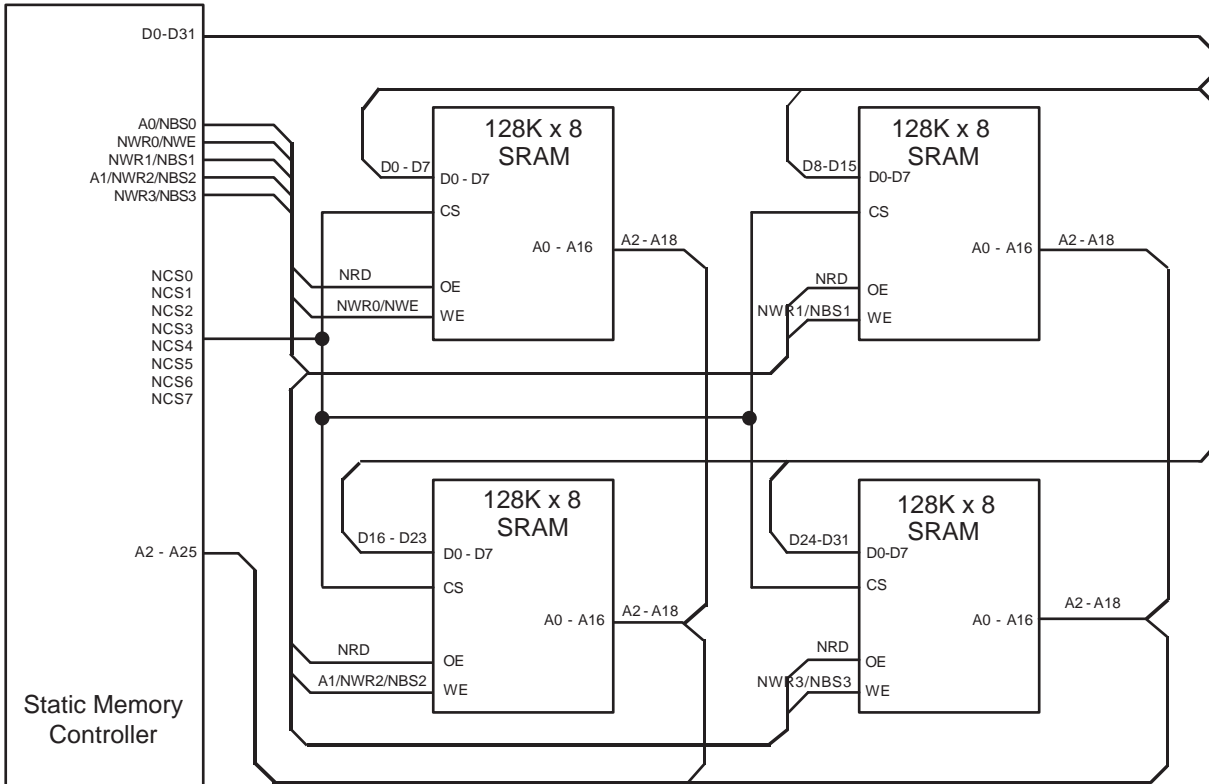 D0-D31
A0/NBS0
NWR0/NWE
NWR1/NBS1
A1/NWR2/NBS2
NWR3/NBS3
NCS0
NCS1
NCS2
NCS3
NCS4
NCS5
NCS6
NCS7
A2 - A25
Static Memory
Controller
128K x 8
SRAM
D0 - D7
D0 - D7
CS
A0 - A16
A2 - A18
NRD
OE
NWR0/NWE
WE
128K x 8
SRAM
D8-D15
D0-D7
CS
A0 - A16
A2 - A18
NRD
OE
NWR1/NBS1
WE
128K x 8
SRAM
D16 - D23
D0 - D7
CS
A0 - A16
A2 - A18
NRD
OE
A1/NWR2/NBS2
WE
128K x 8
SRAM
D24-D31
D0-D7
CS
A0 - A16
A2 - A18
NRD
OE
NWR3/NBS3
WE